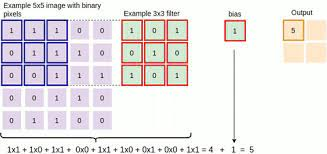 Example 5x5 image with binary
pixels
Example 3x3 filter
bias
Output
1 1 1 0 0 1 0 1 1 5
0 1 1 1 0 0 1 0
0 0 1 1 1 1 0 1
0 0 1 1 0
0 1 1 0 0
1x1 + 1x0 + 1x1 + 0x0 + 1x1 + 1x0 + 0x1 + 0x0 + 1x1 = 4 + 1 = 5